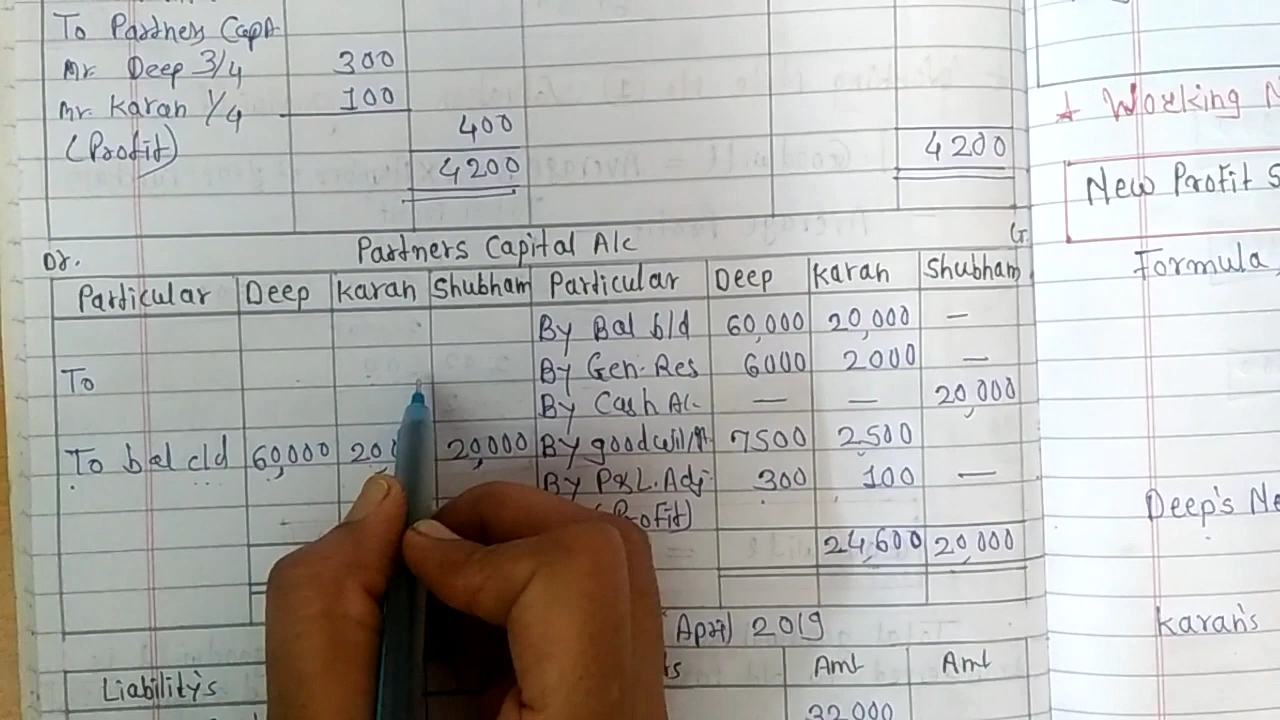 To Partners Capt.
Mr. Deep 3/4 300
Mr. Karan 1/4 100
(Profit) 400
4200 4200
★ Working
New Profit S
Formula
Dr. Partners Capital A/c Cr.
Particular Deep Karan Shubham Particular Deep Karan Shubham
By Bal b/d 60,000 20,000 —
To By Gen. Res 6000 2000 —
By Cash A/c — — 20,000
To bal c/d 60,000 20,000 By goodwill 7500 2500
By P&L. Adj. 300 100 —
24,600 20,000
Deep's Ne
April 2019
Karan's
Liability's Amt Amt
32000